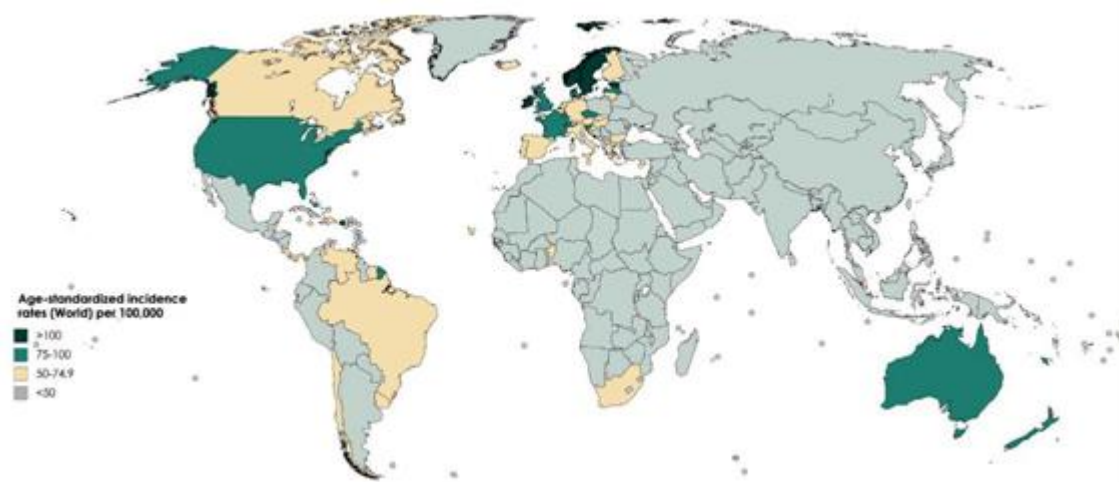 Age-standardized incidence
rates (World) per 100,000
>100
75-100
50-74.9
<50